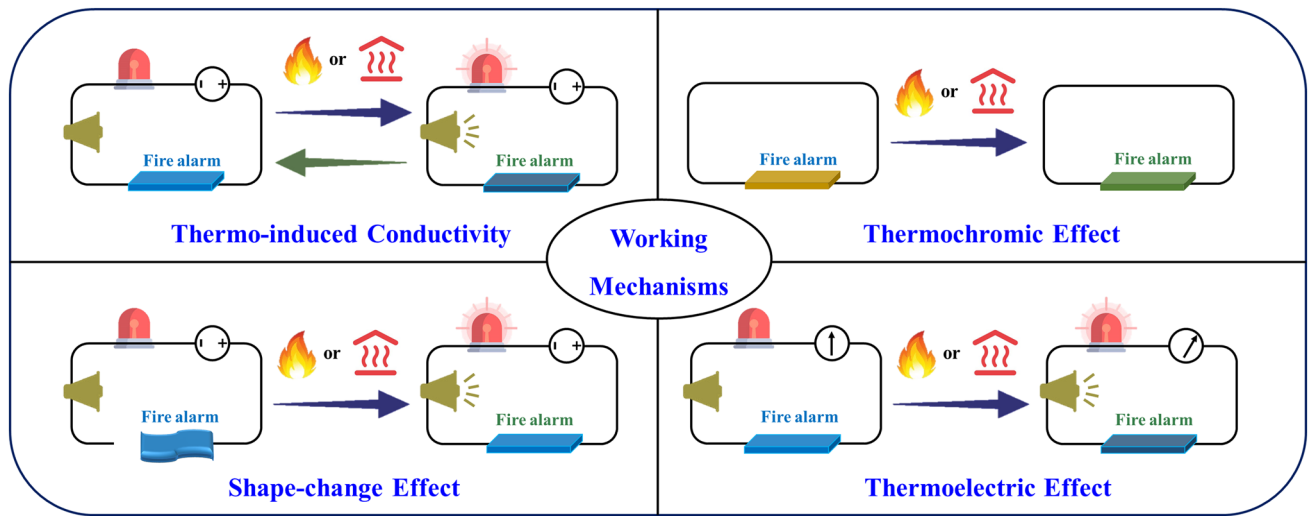 or
Fire alarm
Fire alarm
Thermo-induced Conductivity
or
Fire alarm
Fire alarm
Thermochromic Effect
Working
Mechanisms
or
Fire alarm
Fire alarm
Shape-change Effect
or
Fire alarm
Fire alarm
Thermoelectric Effect